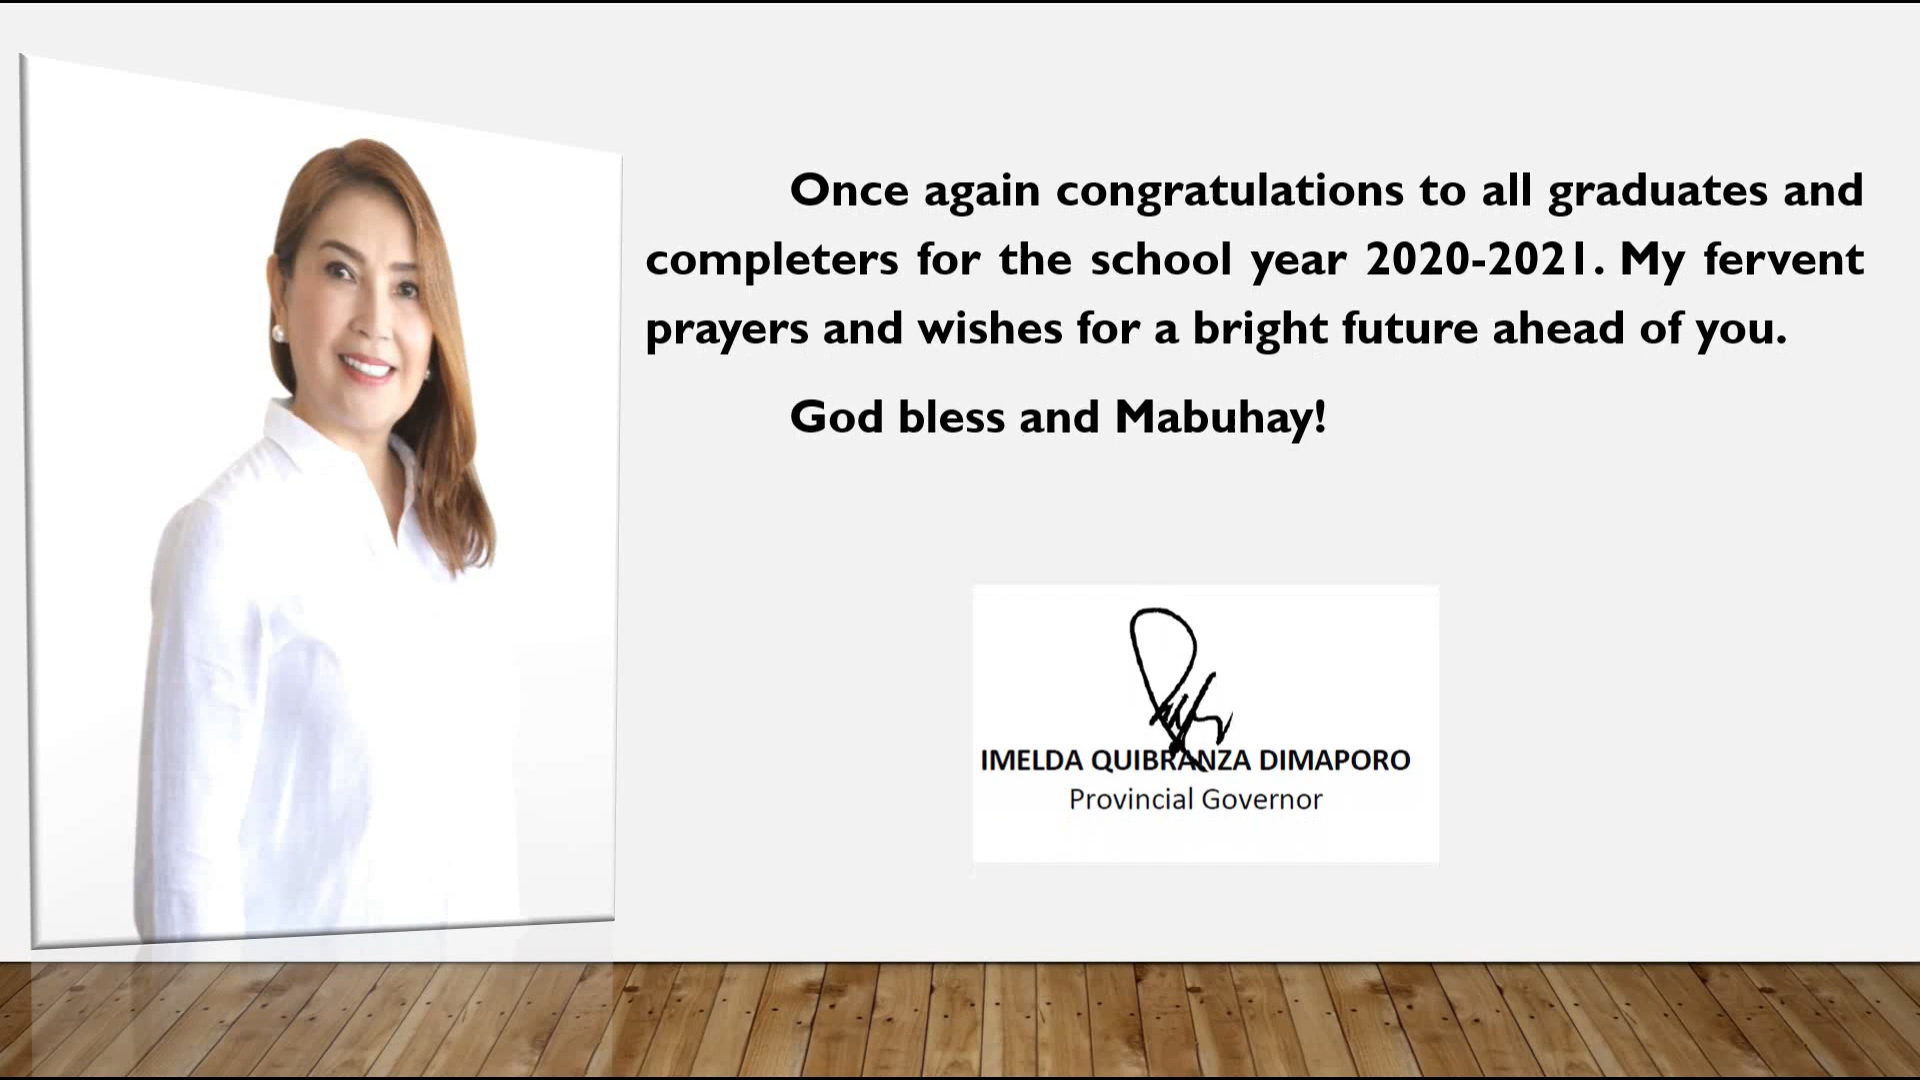 Once again congratulations to all graduates and
completers for the school year 2020-2021. My fervent
prayers and wishes for a bright future ahead of you.
God bless and Mabuhay!
IMELDA QUIBRANZA DIMAPORO
Provincial Governor